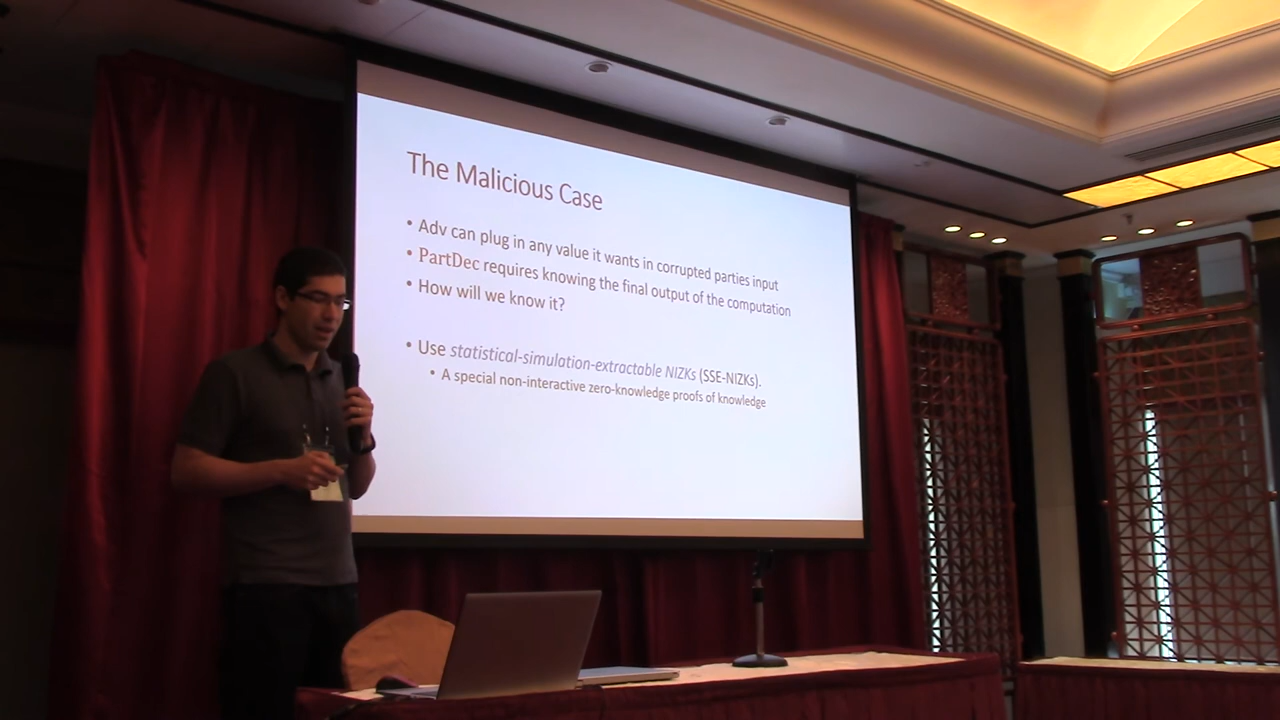 The Malicious Case
• Adv can plug in any value it wants in corrupted parties input
• PartDec requires knowing the final output of the computation
• How will we know it?
• Use statistical-simulation-extractable NIZKs (SSE-NIZKs).
• A special non-interactive zero-knowledge proofs of knowledge